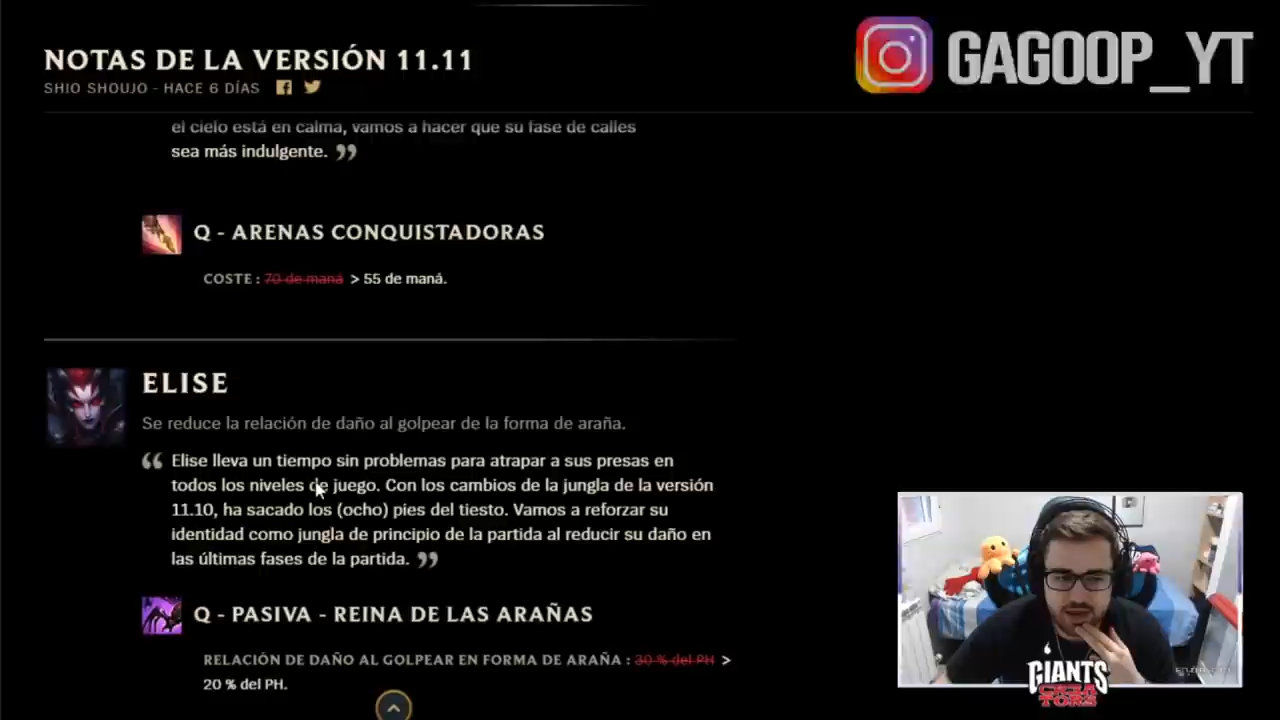 NOTAS DE LA VERSIÓN 11.11
SHIO SHOUJO - HACE 6 DÍAS
GAGOOP_YT
el cielo está en calma, vamos a hacer que su fase de calles
sea más indulgente. ”
Q - ARENAS CONQUISTADORAS
COSTE : 70 de maná > 55 de maná.
ELISE
Se reduce la relación de daño al golpear de la forma de araña.
“ Elise lleva un tiempo sin problemas para atrapar a sus presas en
todos los niveles de juego. Con los cambios de la jungla de la versión
11.10, ha sacado los (ocho) pies del tiesto. Vamos a reforzar su
identidad como jungla de principio de la partida al reducir su daño en
las últimas fases de la partida. ”
Q - PASIVA - REINA DE LAS ARAÑAS
RELACIÓN DE DAÑO AL GOLPEAR EN FORMA DE ARAÑA : 30 % del PH >
20 % del PH.
GIANTS
CREATORS